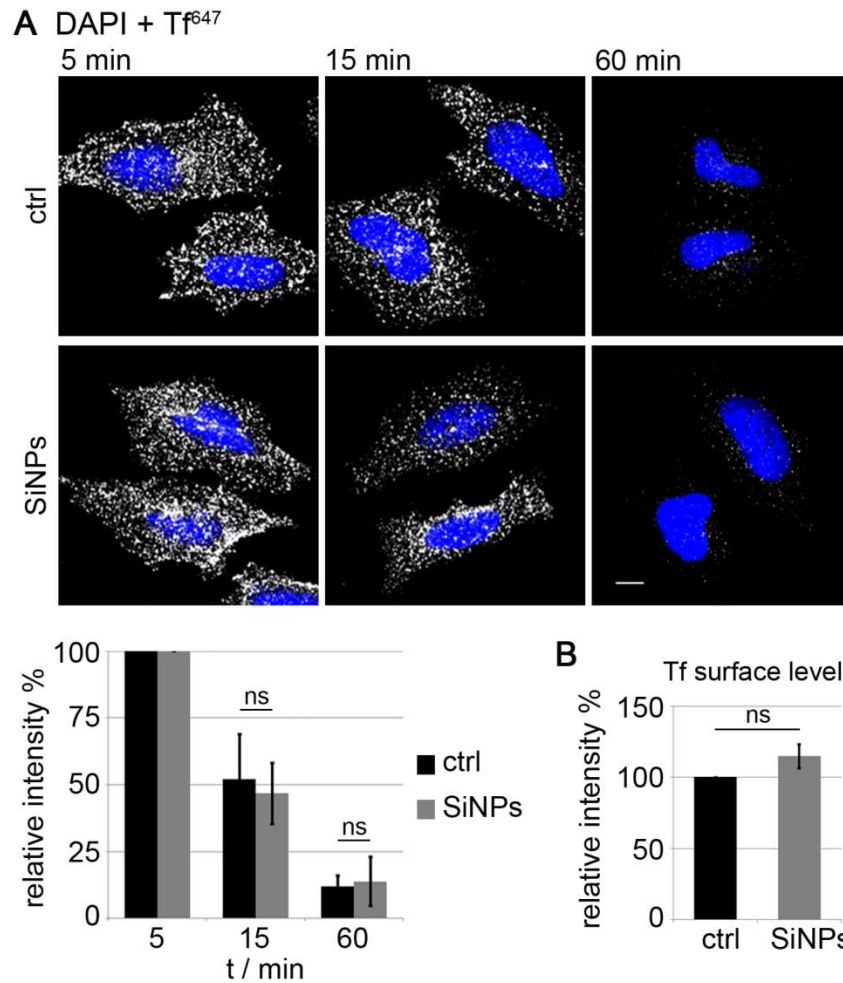 A DAPI + Tf⁶⁴⁷
5 min 15 min 60 min
ctrl
SiNPs
relative intensity %
100
75
50
25
0
ns
ns
5 15 60
t / min
ctrl
SiNPs
B
Tf surface level
relative intensity %
150
100
50
0
ns
ctrl SiNPs